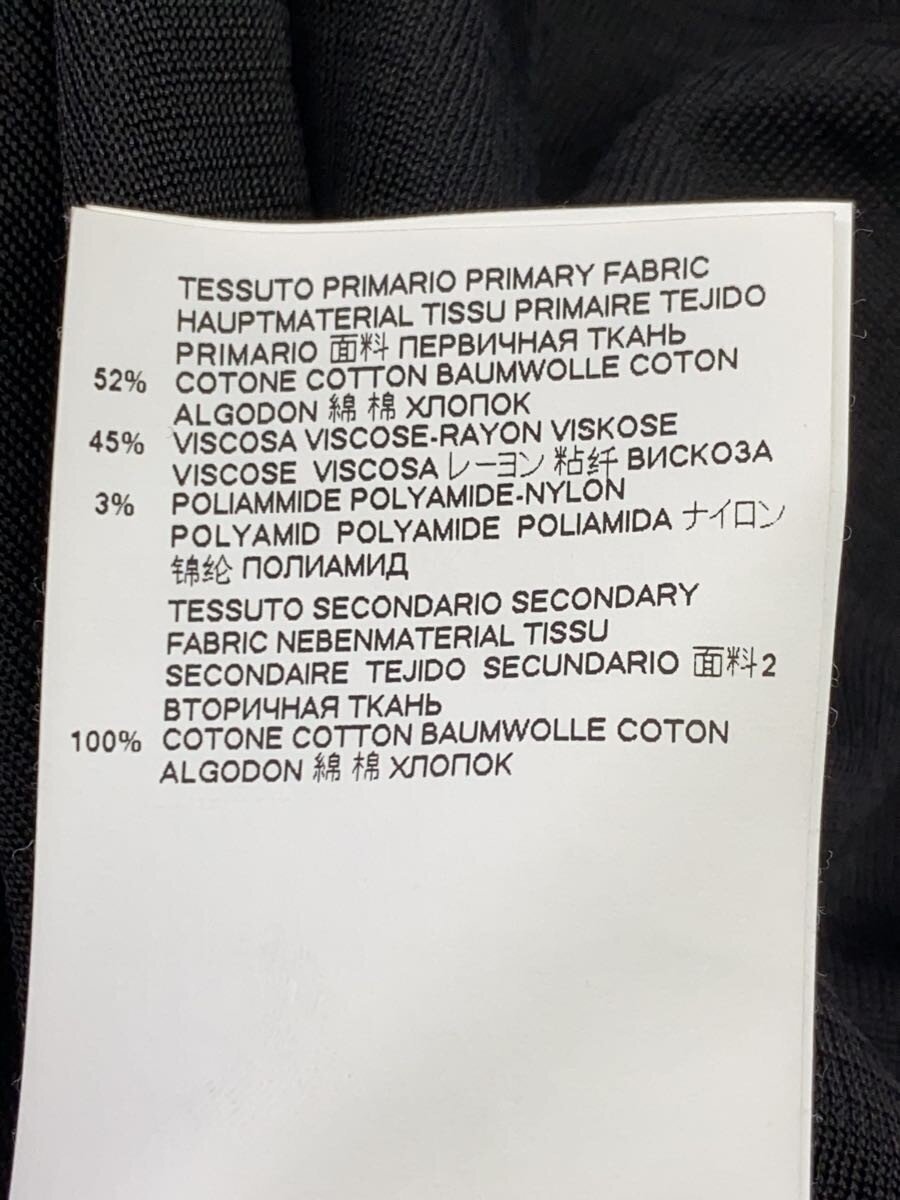 TESSUTO PRIMARIO PRIMARY FABRIC
HAUPTMATERIAL TISSU PRIMAIRE TEJIDO
PRIMARIO 面料 ПЕРВИЧНАЯ ТКАНЬ
52% COTONE COTTON BAUMWOLLE COTON
ALGODON 綿 棉 ХЛОПОК
45% VISCOSA VISCOSE-RAYON VISKOSE
VISCOSE VISCOSA レーヨン 粘纤 ВИСКОЗА
3% POLIAMMIDE POLYAMIDE-NYLON
POLYAMID POLYAMIDE POLIAMIDA ナイロン
锦纶 ПОЛИАМИД
TESSUTO SECONDARIO SECONDARY
FABRIC NEBENMATERIAL TISSU
SECONDAIRE TEJIDO SECUNDARIO 面料2
ВТОРИЧНАЯ ТКАНЬ
100% COTONE COTTON BAUMWOLLE COTON
ALGODON 綿 棉 ХЛОПОК